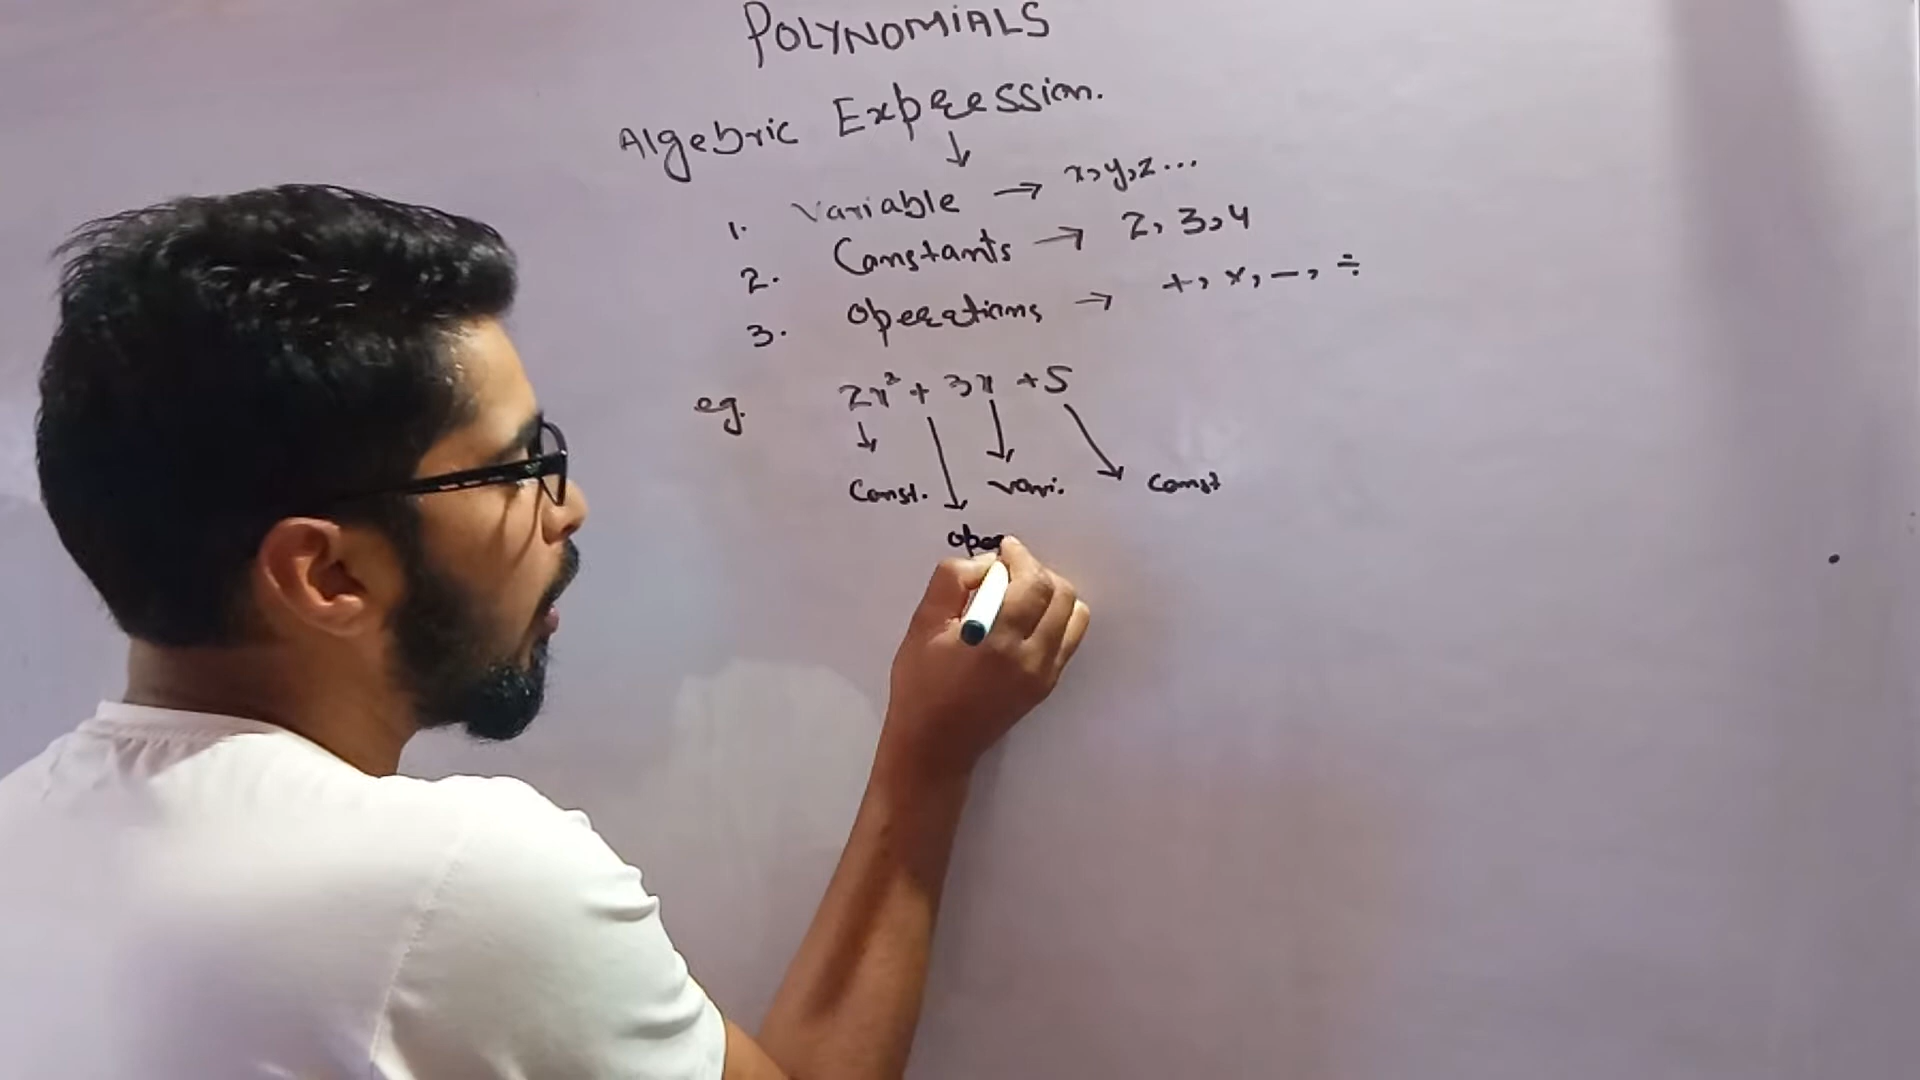 POLYNOMIALS
Algebric Expression.
↓
1. Variable → x, y, z...
2. Constants → 2, 3, 4
3. Operations → +, ×, −, ÷
eg. 2x² + 3x + 5
Const. vari. Const
oper